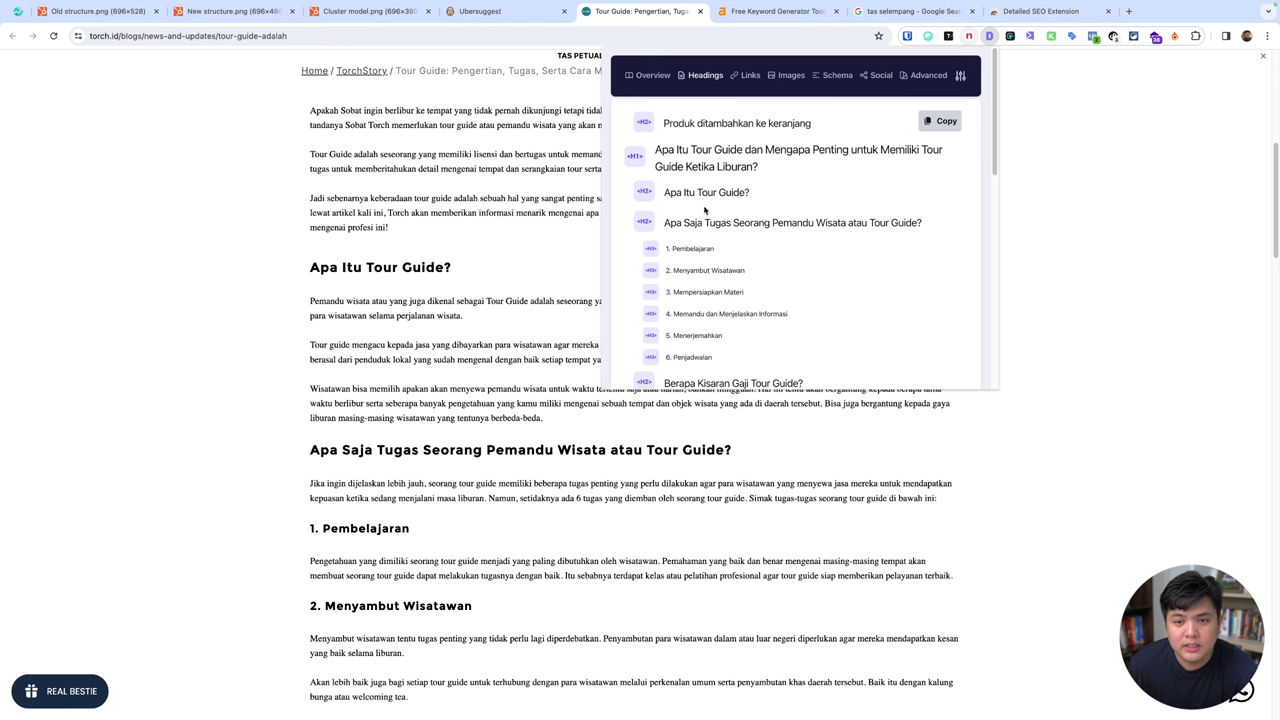 Old structure.png (696×528)
New structure.png (696×480
Cluster model.png (696×390
Ubersuggest
Tour Guide: Pengertian, Tugas
Free Keyword Generator Tool
tas selempang - Google Sear
Detailed SEO Extension
torch.id/blogs/news-and-updates/tour-guide-adalah
TAS PETUAL
Home / TorchStory / Tour Guide: Pengertian, Tugas, Serta Cara M
Overview
Headings
Links
Images
Schema
Social
Advanced
Copy
<H2> Produk ditambahkan ke keranjang
<H1> Apa Itu Tour Guide dan Mengapa Penting untuk Memiliki Tour
Guide Ketika Liburan?
<H2> Apa Itu Tour Guide?
<H2> Apa Saja Tugas Seorang Pemandu Wisata atau Tour Guide?
<H3> 1. Pembelajaran
<H3> 2. Menyambut Wisatawan
<H3> 3. Mempersiapkan Materi
<H3> 4. Memandu dan Menjelaskan Informasi
<H3> 5. Menerjemahkan
<H3> 6. Penjadwalan
<H2> Berapa Kisaran Gaji Tour Guide?
Apakah Sobat ingin berlibur ke tempat yang tidak pernah dikunjungi tetapi tidal
tandanya Sobat Torch memerlukan tour guide atau pemandu wisata yang akan n
Tour Guide adalah seseorang yang memiliki lisensi dan bertugas untuk memand
tugas untuk memberitahukan detail mengenai tempat dan serangkaian tour serta
Jadi sebenarnya keberadaan tour guide adalah sebuah hal yang sangat penting sa
lewat artikel kali ini, Torch akan memberikan informasi menarik mengenai apa
mengenai profesi ini!
Apa Itu Tour Guide?
Pemandu wisata atau yang juga dikenal sebagai Tour Guide adalah seseorang ya
para wisatawan selama perjalanan wisata.
Tour guide mengacu kepada jasa yang dibayarkan para wisatawan agar mereka
berasal dari penduduk lokal yang sudah mengenal dengan baik setiap tempat ya
Wisatawan bisa memilih apakan akan menyewa pemandu wisata untuk waktu
waktu berlibur serta seberapa banyak pengetahuan yang kamu miliki mengenai sebuah tempat dan objek wisata yang ada di daerah tersebut. Bisa juga bergantung kepada gaya
liburan masing-masing wisatawan yang tentunya berbeda-beda.
Apa Saja Tugas Seorang Pemandu Wisata atau Tour Guide?
Jika ingin dijelaskan lebih jauh, seorang tour guide memiliki beberapa tugas penting yang perlu dilakukan agar para wisatawan yang menyewa jasa mereka untuk mendapatkan
kepuasan ketika sedang menjalani masa liburan. Namun, setidaknya ada 6 tugas yang diemban oleh seorang tour guide. Simak tugas-tugas seorang tour guide di bawah ini:
1. Pembelajaran
Pengetahuan yang dimiliki seorang tour guide menjadi yang paling dibutuhkan oleh wisatawan. Pemahaman yang baik dan benar mengenai masing-masing tempat akan
membuat seorang tour guide dapat melakukan tugasnya dengan baik. Itu sebabnya terdapat kelas atau pelatihan profesional agar tour guide siap memberikan pelayanan terbaik.
2. Menyambut Wisatawan
Menyambut wisatawan tentu tugas penting yang tidak perlu lagi diperdebatkan. Penyambutan para wisatawan dalam atau luar negeri diperlukan agar mereka mendapatkan kesan
yang baik selama liburan.
Akan lebih baik juga bagi setiap tour guide untuk terhubung dengan para wisatawan melalui perkenalan umum serta penyambutan khas daerah tersebut. Baik itu dengan kalung
bunga atau welcoming tea.
REAL BESTIE